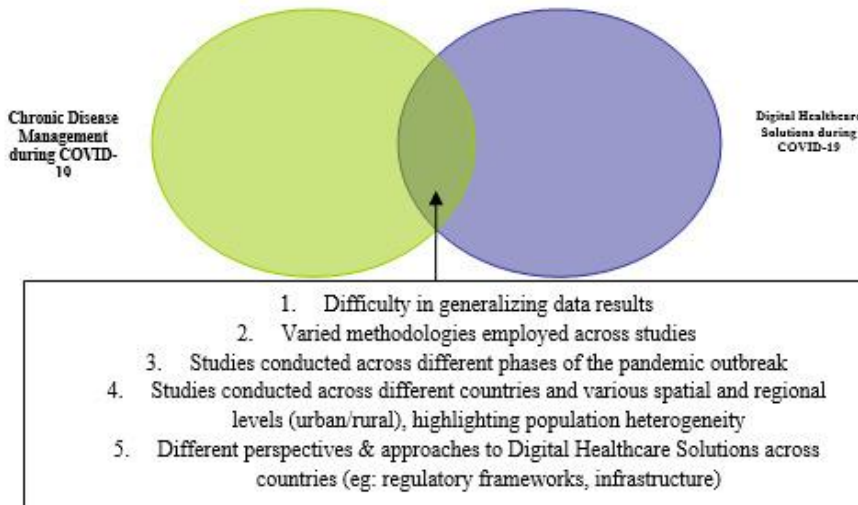 Chronic Disease
Management
during COVID-
19
Digital Healthcare
Solutions during
COVID-19
1. Difficulty in generalizing data results
2. Varied methodologies employed across studies
3. Studies conducted across different phases of the pandemic outbreak
4. Studies conducted across different countries and various spatial and regional
levels (urban/rural), highlighting population heterogeneity
5. Different perspectives & approaches to Digital Healthcare Solutions across
countries (eg: regulatory frameworks, infrastructure)